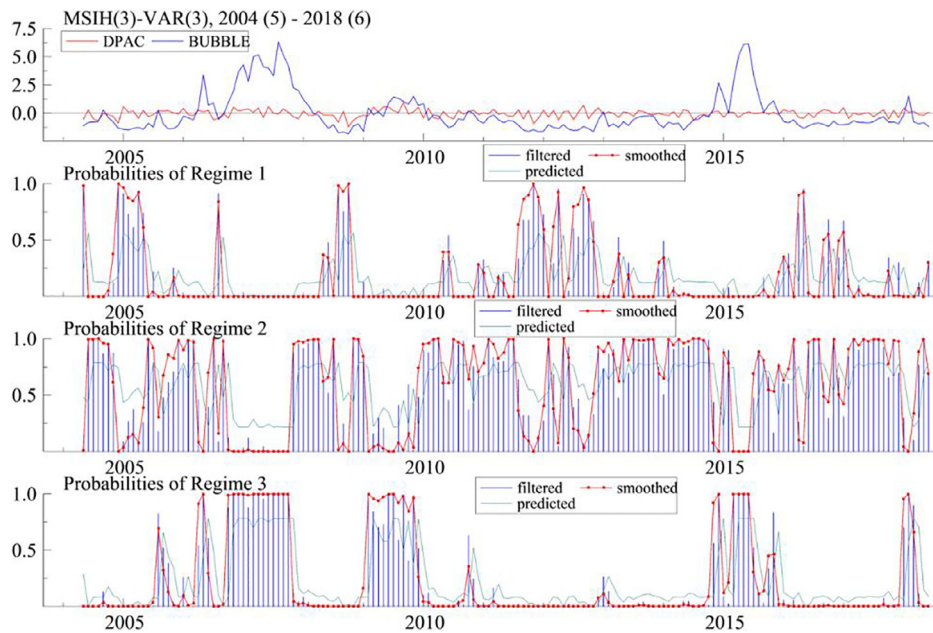 MSIH(3)-VAR(3), 2004 (5) - 2018 (6)
DPAC BUBBLE
7.5
5.0
2.5
0.0
2005 2010 2015
Probabilities of Regime 1
filtered smoothed
predicted
1.0
0.5
2005 2010 2015
Probabilities of Regime 2
filtered smoothed
predicted
1.0
0.5
2005 2010 2015
Probabilities of Regime 3
filtered smoothed
predicted
1.0
0.5
2005 2010 2015